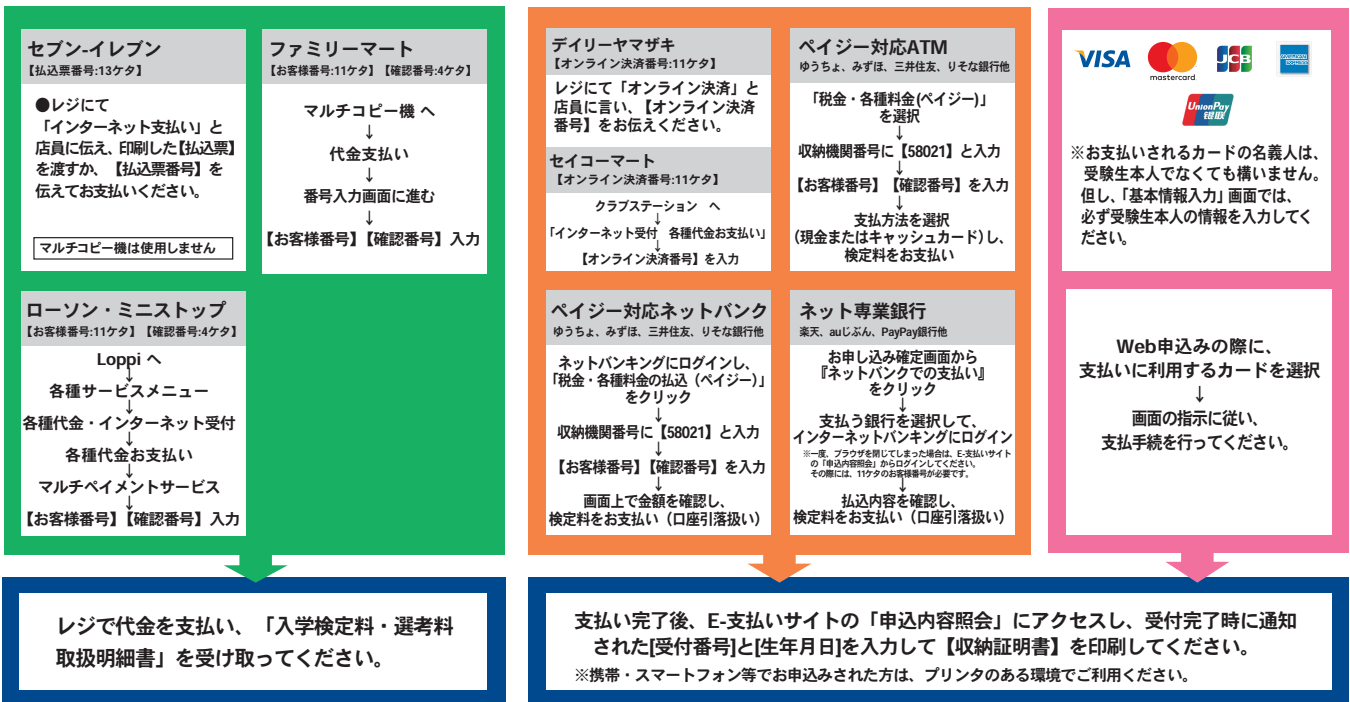 セブン-イレブン
【払込票番号:13ケタ】
●レジにて
「インターネット支払い」と
店員に伝え、印刷した【払込票】
を渡すか、【払込票番号】を
伝えてお支払いください。
マルチコピー機は使用しません
ファミリーマート
【お客様番号:11ケタ】【確認番号:4ケタ】
マルチコピー機 へ
↓
代金支払い
↓
番号入力画面に進む
↓
【お客様番号】【確認番号】入力
ローソン・ミニストップ
【お客様番号:11ケタ】【確認番号:4ケタ】
Loppi へ
↓
各種サービスメニュー
↓
各種代金・インターネット受付
↓
各種代金お支払い
↓
マルチペイメントサービス
↓
【お客様番号】【確認番号】入力
デイリーヤマザキ
【オンライン決済番号:11ケタ】
レジにて「オンライン決済」と
店員に言い、【オンライン決済
番号】をお伝えください。
セイコーマート
【オンライン決済番号:11ケタ】
クラブステーション へ
↓
「インターネット受付 各種代金お支払い」
↓
【オンライン決済番号】を入力
ペイジー対応ATM
ゆうちょ、みずほ、三井住友、りそな銀行他
「税金・各種料金(ペイジー)」
を選択
↓
収納機関番号に【58021】と入力
↓
【お客様番号】【確認番号】を入力
↓
支払方法を選択
(現金またはキャッシュカード)し、
検定料をお支払い
ペイジー対応ネットバンク
ゆうちょ、みずほ、三井住友、りそな銀行他
ネットバンキングにログインし、
「税金・各種料金の払込（ペイジー）」
をクリック
↓
収納機関番号に【58021】と入力
↓
【お客様番号】【確認番号】を入力
↓
画面上で金額を確認し、
検定料をお支払い（口座引落扱い）
ネット専業銀行
楽天、auじぶん、PayPay銀行他
お申し込み確定画面から
『ネットバンクでの支払い』
をクリック
↓
支払う銀行を選択して、
インターネットバンキングにログイン
※一度、ブラウザを閉じてしまった場合は、E-支払いサイト
の「申込内容照会」からログインしてください。
その際には、11ケタのお客様番号が必要です。
↓
払込内容を確認し、
検定料をお支払い（口座引落扱い）
VISA
mastercard
JCB
AMERICAN EXPRESS
UnionPay
银联
※お支払いされるカードの名義人は、
受験生本人でなくても構いません。
但し、「基本情報入力」画面では、
必ず受験生本人の情報を入力してく
ださい。
Web申込みの際に、
支払いに利用するカードを選択
↓
画面の指示に従い、
支払手続を行ってください。
レジで代金を支払い、「入学検定料・選考料
取扱明細書」を受け取ってください。
支払い完了後、E-支払いサイトの「申込内容照会」にアクセスし、受付完了時に通知
された[受付番号]と[生年月日]を入力して【収納証明書】を印刷してください。
※携帯・スマートフォン等でお申込みされた方は、プリンタのある環境でご利用ください。